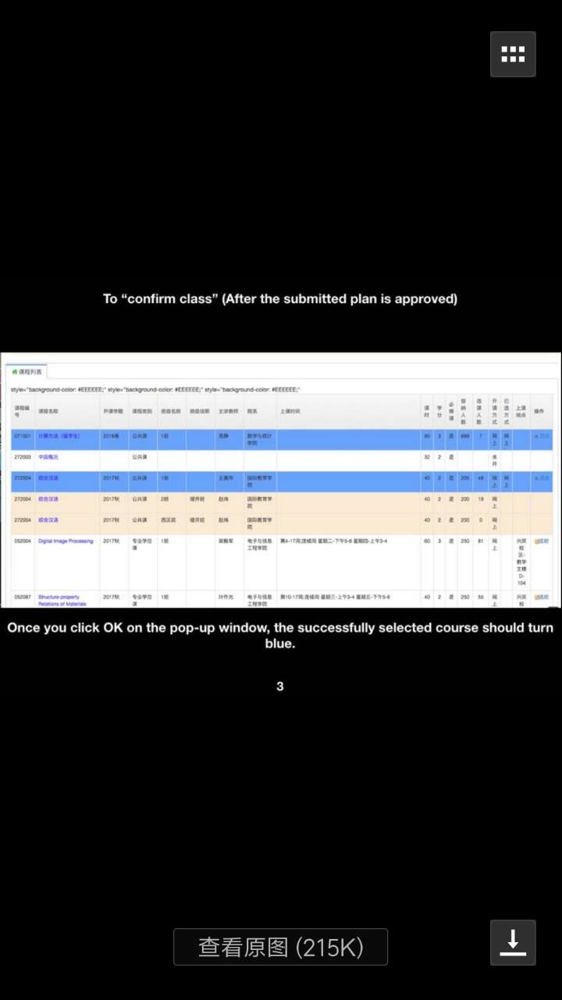 To “confirm class” (After the submitted plan is approved)
课程列表
style="background-color: #EEEEEE;" style="background-color: #EEEEEE;" style="background-color: #EEEEEE;"
课程编号 课程名称 开课学期 课程类别 班级名称 班级说明 主讲教师 院系 上课时间 课时 学分 必修课 容纳人数 选课人数 开课方式 已选方式 上课地点 操作
071001 计算方法（留学生） 2016春 公共课 1班 数学与统计学院 60 3 是 999 7 网上 网上
272003 中国概况 公共课 32 2 是 未开
272004 综合汉语 2017秋 公共课 1班 国际教育学院 40 2 是 200 48 网上 网上
272004 综合汉语 2017秋 公共课 2班 增开班 赵炜 国际教育学院 40 2 是 200 19 网上
272004 综合汉语 2017秋 公共课 西区班 增开班 赵炜 国际教育学院 40 2 是 200 0 网上
052004 Digital Image Processing 2017秋 专业学位课 1班 电子与信息工程学院 第4-17周;连续周 星期二-下午5-6 星期四-上午3-4 60 3 是 250 81 网上 兴庆校区-教学主楼D-104 选班
052087 Structure-property Relations of Materials 2017秋 专业学位课 1班 电子与信息工程学院 第10-17周;连续周 星期三-上午3-4 星期五-下午5-6 40 2 是 250 55 网上 兴庆校 选班
Once you click OK on the pop-up window, the successfully selected course should turn
blue.
3
查看原图 (215K)